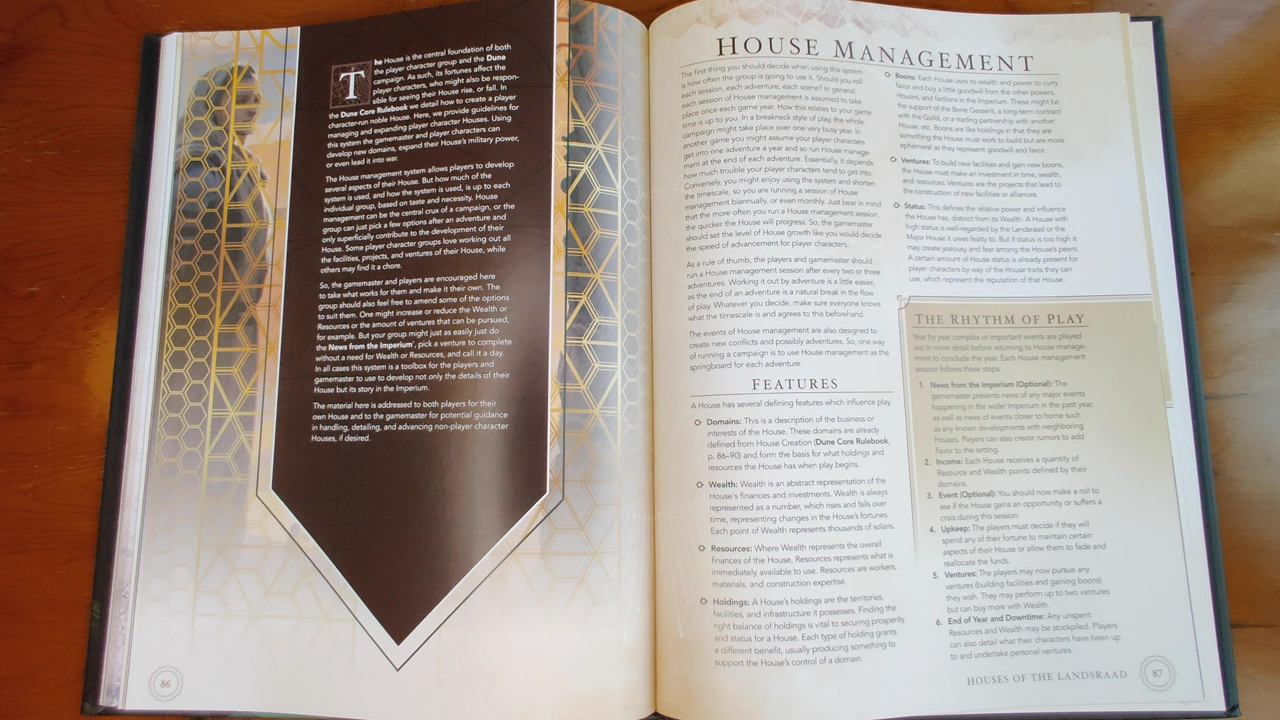 The House is the central foundation of both
the player character group and the Dune
campaign. As such, its fortunes affect the
player characters, who might also be respon-
sible for seeing their House rise, or fall. In
the Dune Core Rulebook we detail how to create a player
character-run noble House. Here, we provide guidelines for
managing and expanding player character Houses. Using
this system the gamemaster and player characters can
develop new domains, expand their House's military power,
or even lead it into war.
The House management system allows players to develop
several aspects of their House. But how much of the
system is used, and how the system is used, is up to each
individual group, based on taste and necessity. House
management can be the central crux of a campaign, or the
group can just pick a few options after an adventure and
only superficially contribute to the development of their
House. Some player character groups love working out all
the facilities, projects, and ventures of their House, while
others may find it a chore.
So, the gamemaster and players are encouraged here
to take what works for them and make it their own. The
group should also feel free to amend some of the options
to suit them. One might increase or reduce the Wealth or
Resources or the amount of ventures that can be pursued,
for example. But your group might just as easily just do
the News from the Imperium', pick a venture to complete
without a need for Wealth or Resources, and call it a day.
In all cases this system is a toolbox for the players and
gamemaster to use to develop not only the details of their
House but its story in the Imperium.
The material here is addressed to both players for their
own House and to the gamemaster for potential guidance
in handling, detailing, and advancing non-player character
Houses, if desired.
86
HOUSE MANAGEMENT
The first thing you should decide when using this system
is how often the group is going to use it. Should you roll
each session, each adventure, each scene? In general,
each session of House management is assumed to take
place once each game year. How this relates to your game
time is up to you. In a breakneck style of play, the whole
campaign might take place over one very busy year. In
another game you might assume your player characters
get into one adventure a year and so run House manage-
ment at the end of each adventure. Essentially, it depends
how much trouble your player characters tend to get into.
Conversely, you might enjoy using the system and shorten
the timescale, so you are running a session of House
management biannually, or even monthly. Just bear in mind
that the more often you run a House management session,
the quicker the House will progress. So, the gamemaster
should set the level of House growth like you would decide
the speed of advancement for player characters.
As a rule of thumb, the players and gamemaster should
run a House management session after every two or three
adventures. Working it out by adventure is a little easier,
as the end of an adventure is a natural break in the flow
of play. Whatever you decide, make sure everyone knows
what the timescale is and agrees to this beforehand.
The events of House management are also designed to
create new conflicts and possibly adventures. So, one way
of running a campaign is to use House management as the
springboard for each adventure.
FEATURES
A House has several defining features which influence play.
Domains: This is a description of the business or
interests of the House. These domains are already
defined from House Creation (Dune Core Rulebook,
p. 86–90) and form the basis for what holdings and
resources the House has when play begins.
Wealth: Wealth is an abstract representation of the
House's finances and investments. Wealth is always
represented as a number, which rises and falls over
time, representing changes in the House's fortunes.
Each point of Wealth represents thousands of solaris.
Resources: Where Wealth represents the overall
finances of the House, Resources represents what is
immediately available to use. Resources are workers,
materials, and construction expertise.
Holdings: A House's holdings are the territories,
facilities, and infrastructure it possesses. Finding the
right balance of holdings is vital to securing prosperity
and status for a House. Each type of holding grants
a different benefit, usually producing something to
support the House's control of a domain.
Boons: Each House uses its wealth and power to curry
favor and buy a little goodwill from the other powers,
Houses, and factions in the Imperium. These might be
the support of the Bene Gesserit, a long-term contract
with the Guild, or a trading partnership with another
House, etc. Boons are like holdings in that they are
something the House must work to build but are more
ephemeral as they represent goodwill and favor.
Ventures: To build new facilities and gain new boons,
the House must make an investment in time, wealth,
and resources. Ventures are the projects that lead to
the construction of new facilities or alliances.
Status: This defines the relative power and influence
the House has, distinct from its Wealth. A House with
high status is well-regarded by the Landsraad or the
Major House it owes fealty to. But if status is too high it
may create jealousy and fear among the House's peers.
A certain amount of House status is already present for
player characters by way of the House traits they can
use, which represent the reputation of that House.
THE RHYTHM OF PLAY
Year by year complex or important events are played
out in more detail before returning to House manage-
ment to conclude the year. Each House management
session follows these steps:
1. News from the Imperium (Optional): The
gamemaster presents news of any major events
happening in the wider Imperium in the past year,
as well as news of events closer to home such
as any known developments with neighboring
Houses. Players can also create rumors to add
flavor to the setting.
2. Income: Each House receives a quantity of
Resource and Wealth points defined by their
domains.
3. Event (Optional): You should now make a roll to
see if the House gains an opportunity or suffers a
crisis during this session.
4. Upkeep: The players must decide if they will
spend any of their fortune to maintain certain
aspects of their House or allow them to fade and
reallocate the funds.
5. Ventures: The players may now pursue any
ventures (building facilities and gaining boons)
they wish. They may perform up to two ventures
but can buy more with Wealth.
6. End of Year and Downtime: Any unspent
Resources and Wealth may be stockpiled. Players
can also detail what their characters have been up
to and undertake personal ventures.
HOUSES OF THE LANDSRAAD
87